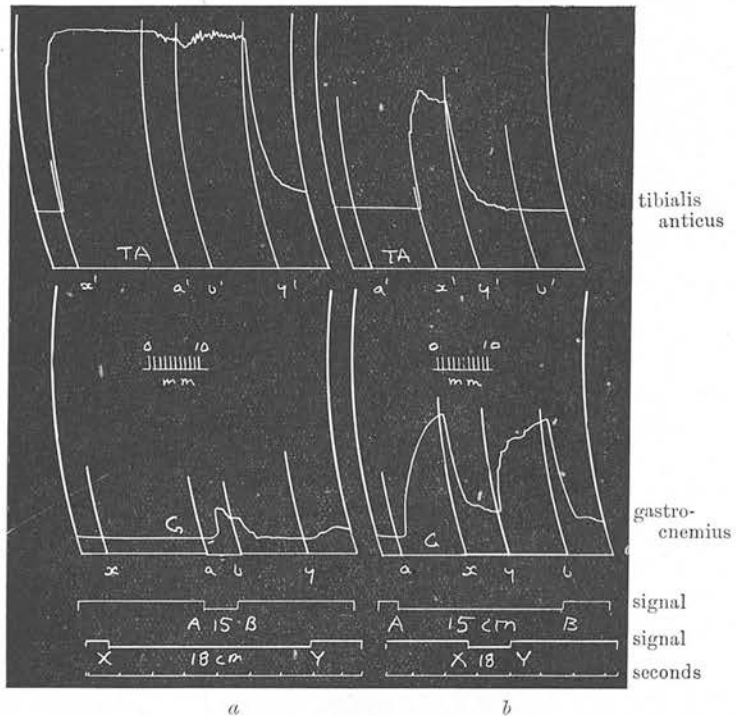 TA
TA
tibialis
anticus
x' a' b' y'
a' x' y' b'
0 10
mm
0 10
mm
G
G
gastro-
cnemius
x a b y
a x y b
signal
A 15 B
A 15 cm B
signal
X 18 cm Y
X 18 Y
seconds
a
b